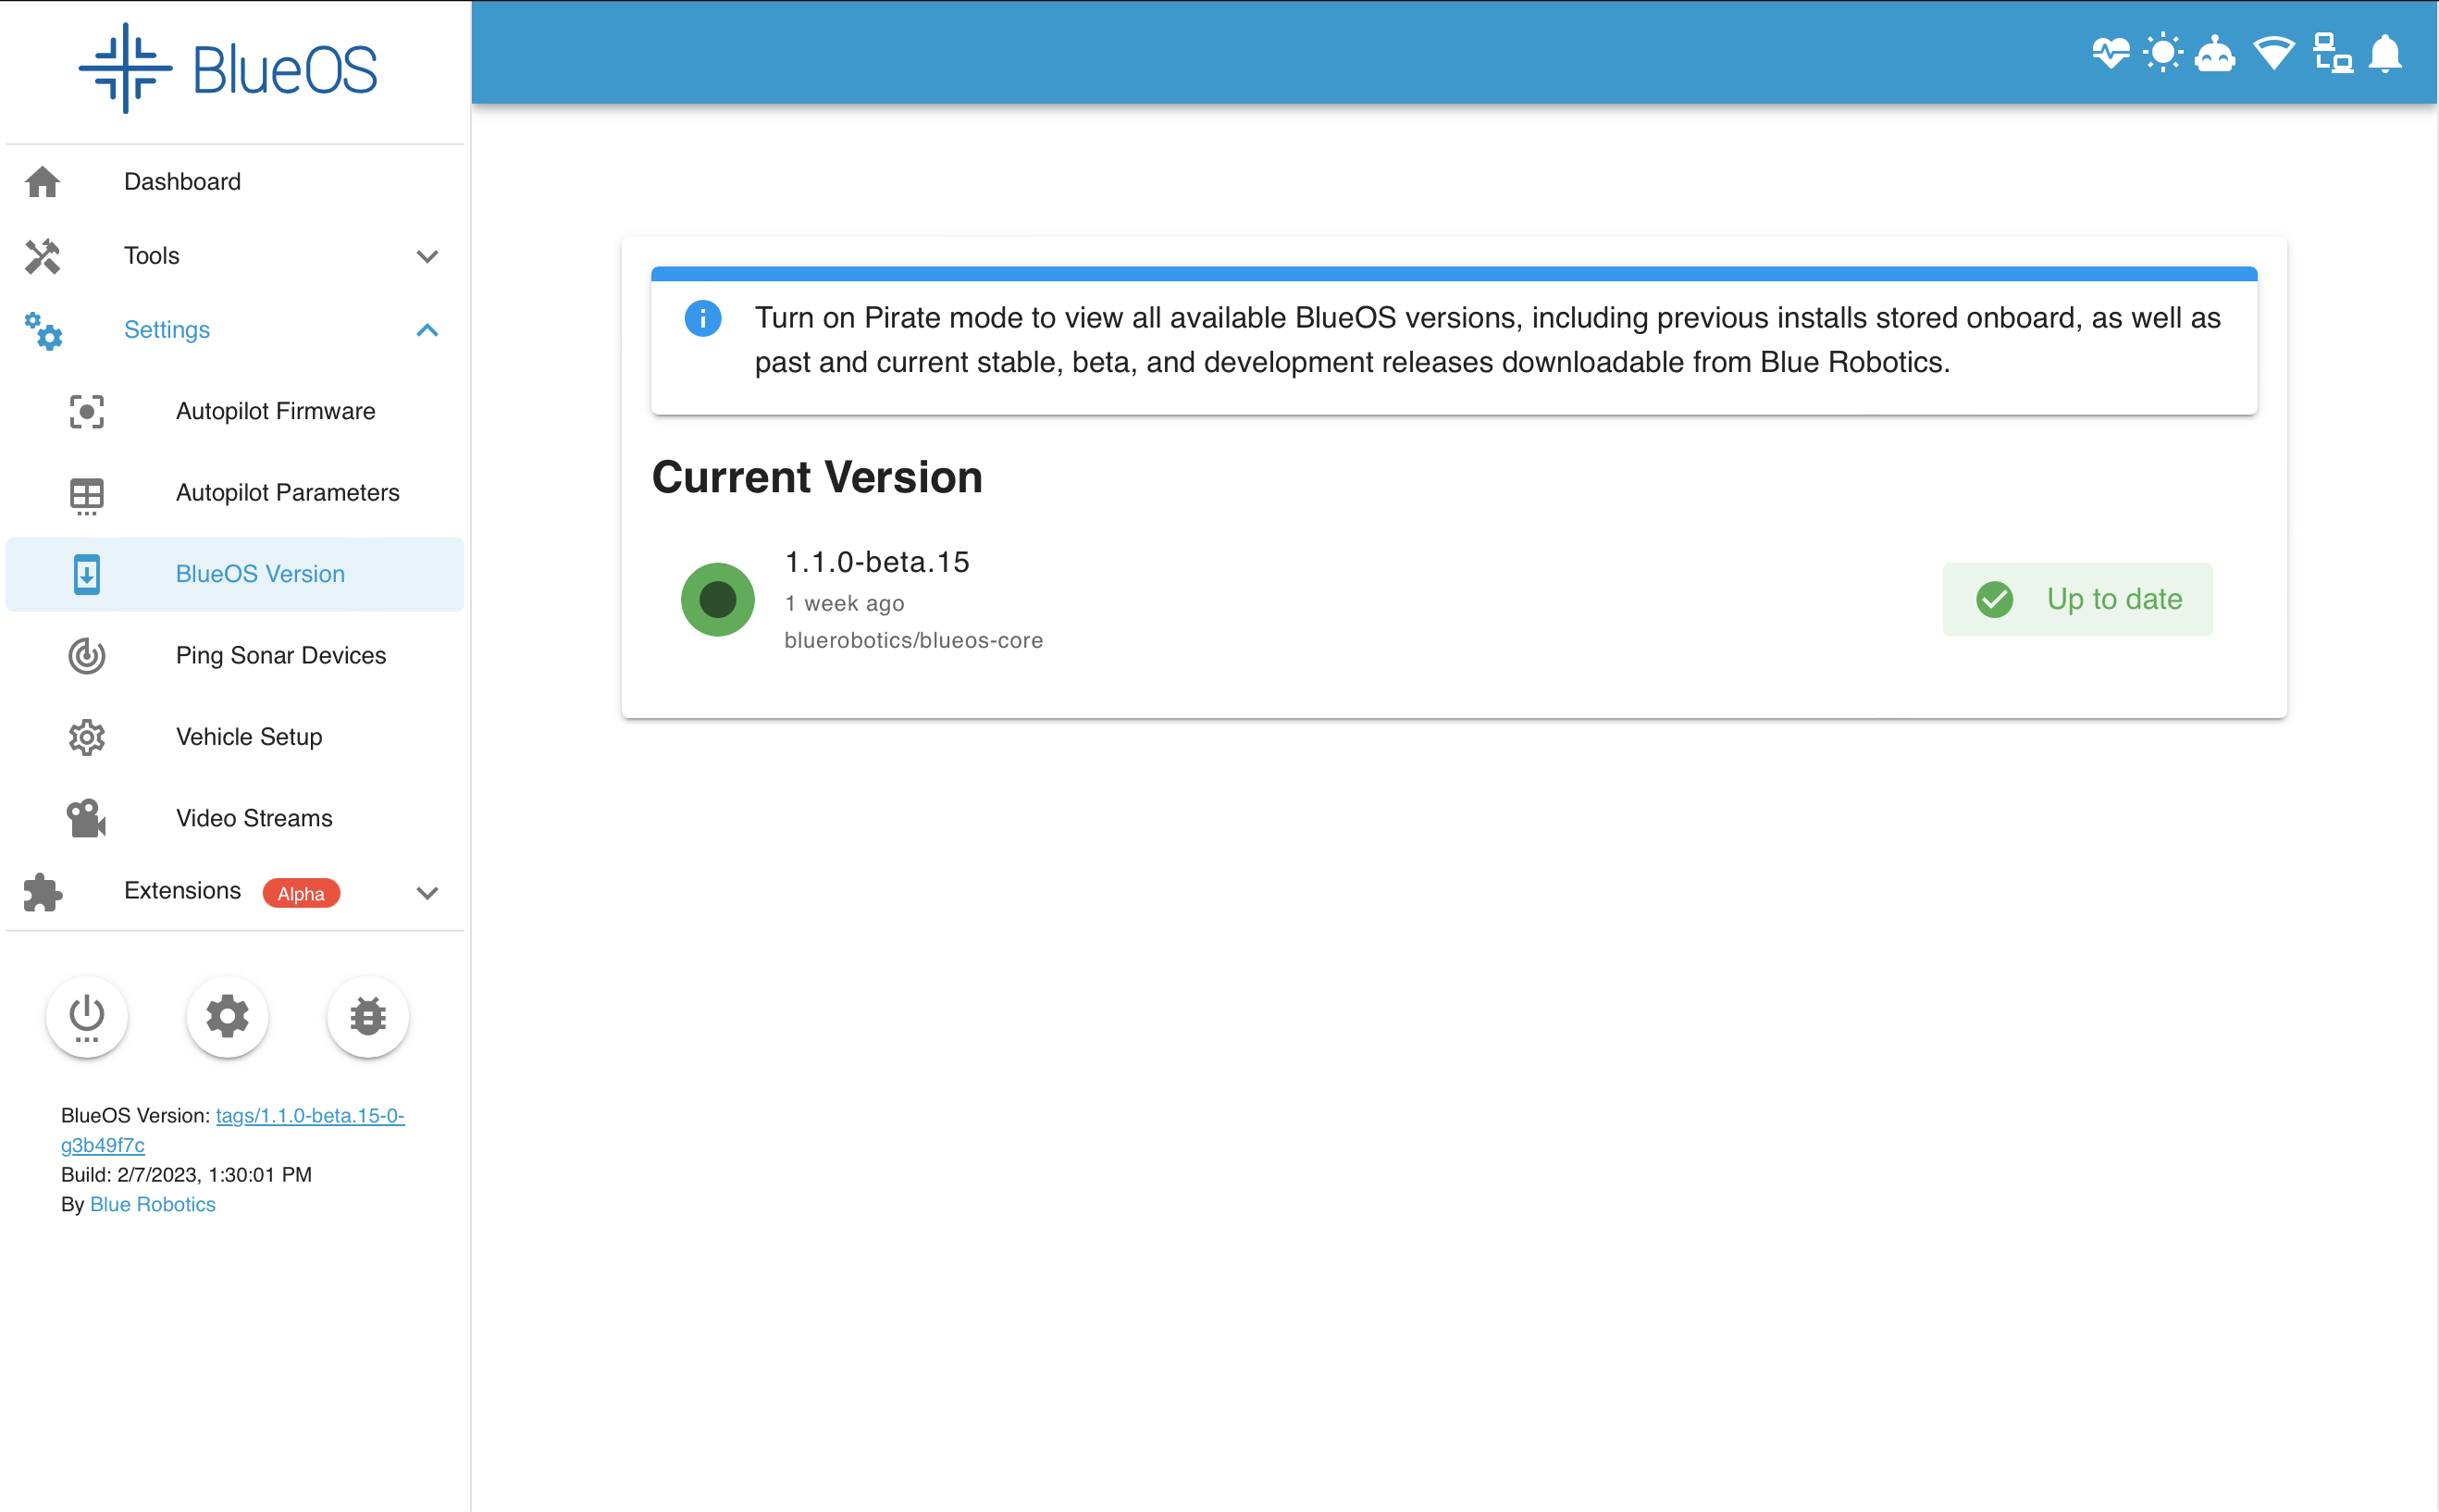 BlueOS
Dashboard
Tools
Settings
Autopilot Firmware
Autopilot Parameters
BlueOS Version
Ping Sonar Devices
Vehicle Setup
Video Streams
Extensions Alpha
BlueOS Version: tags/1.1.0-beta.15-0-
g3b49f7c
Build: 2/7/2023, 1:30:01 PM
By Blue Robotics
Turn on Pirate mode to view all available BlueOS versions, including previous installs stored onboard, as well as
past and current stable, beta, and development releases downloadable from Blue Robotics.
Current Version
1.1.0-beta.15
1 week ago
bluerobotics/blueos-core
Up to date